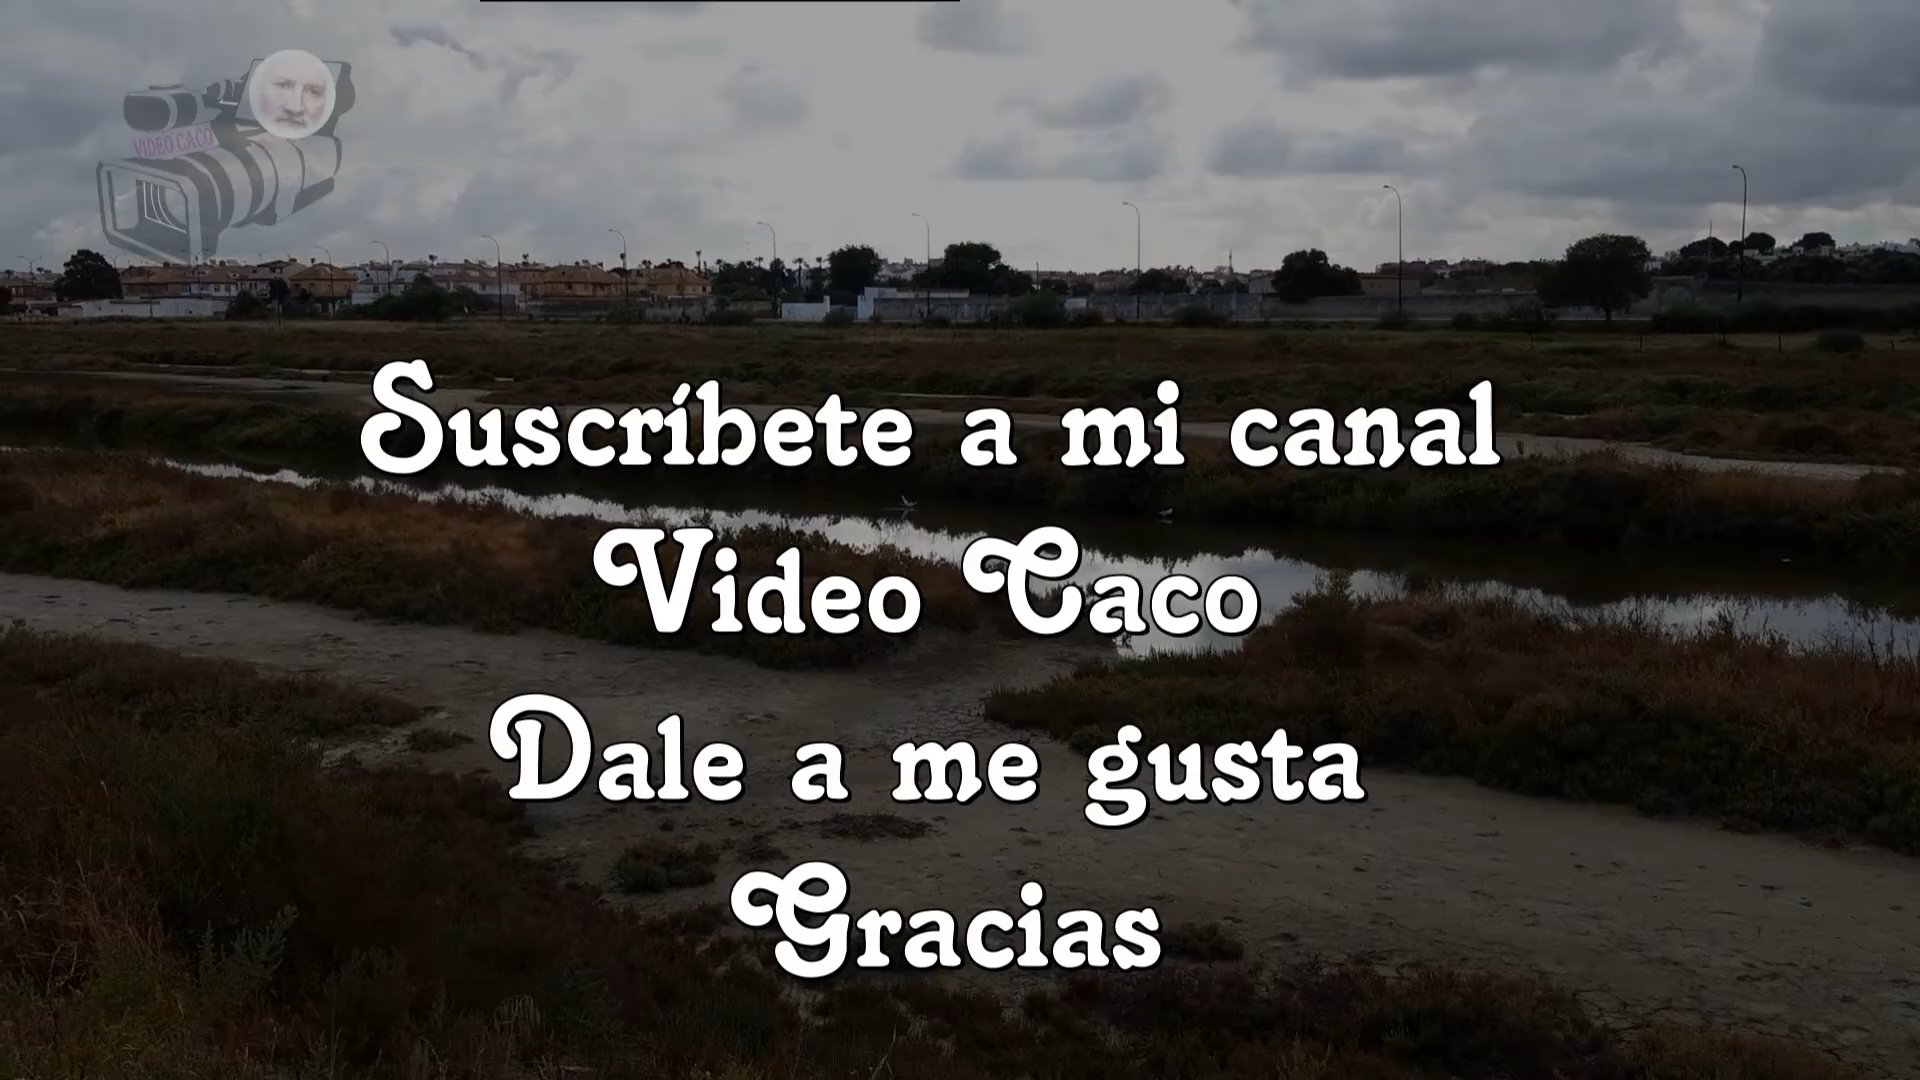 VIDEO CACO
Suscríbete a mi canal
Video Caco
Dale a me gusta
Gracias